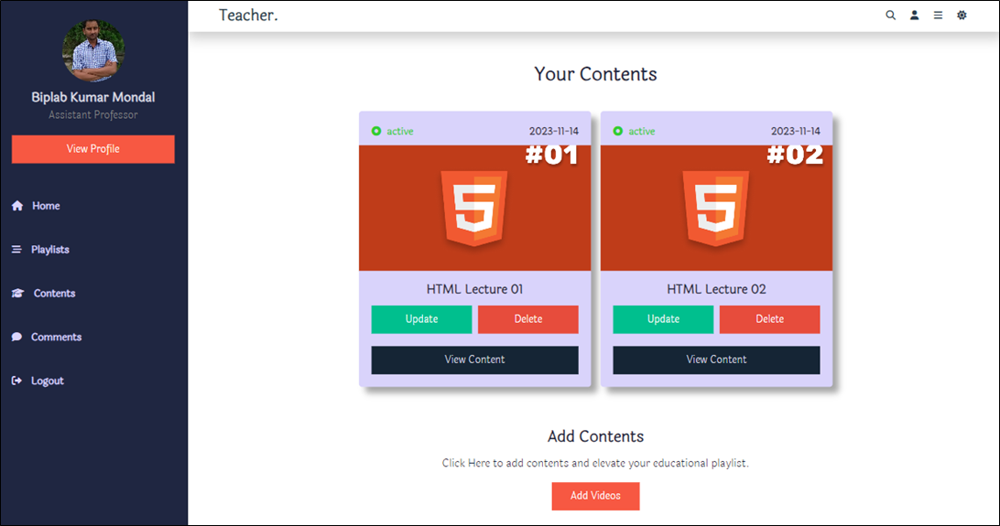 Teacher.
Biplab Kumar Mondal
Assistant Professor
View Profile
Home
Playlists
Contents
Comments
Logout
Your Contents
active 2023-11-14
#01
5
HTML Lecture 01
Update Delete
View Content
active 2023-11-14
#02
5
HTML Lecture 02
Update Delete
View Content
Add Contents
Click Here to add contents and elevate your educational playlist.
Add Videos